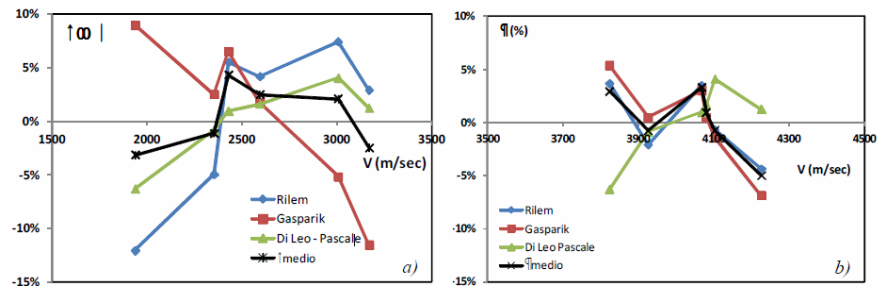 10%
5%
0%
-5%
-10%
-15%
1500
2000
2500
3000
3500
V (m/sec)
Rilem
Gasparik
Di Leo - Pascale
↑medio
a)
10%
5%
0%
-5%
-10%
-15%
¶(%)
3500
3700
3900
4100
4300
4500
V (m/sec)
Rilem
Gasparik
Di Leo Pascale
¶medio
b)